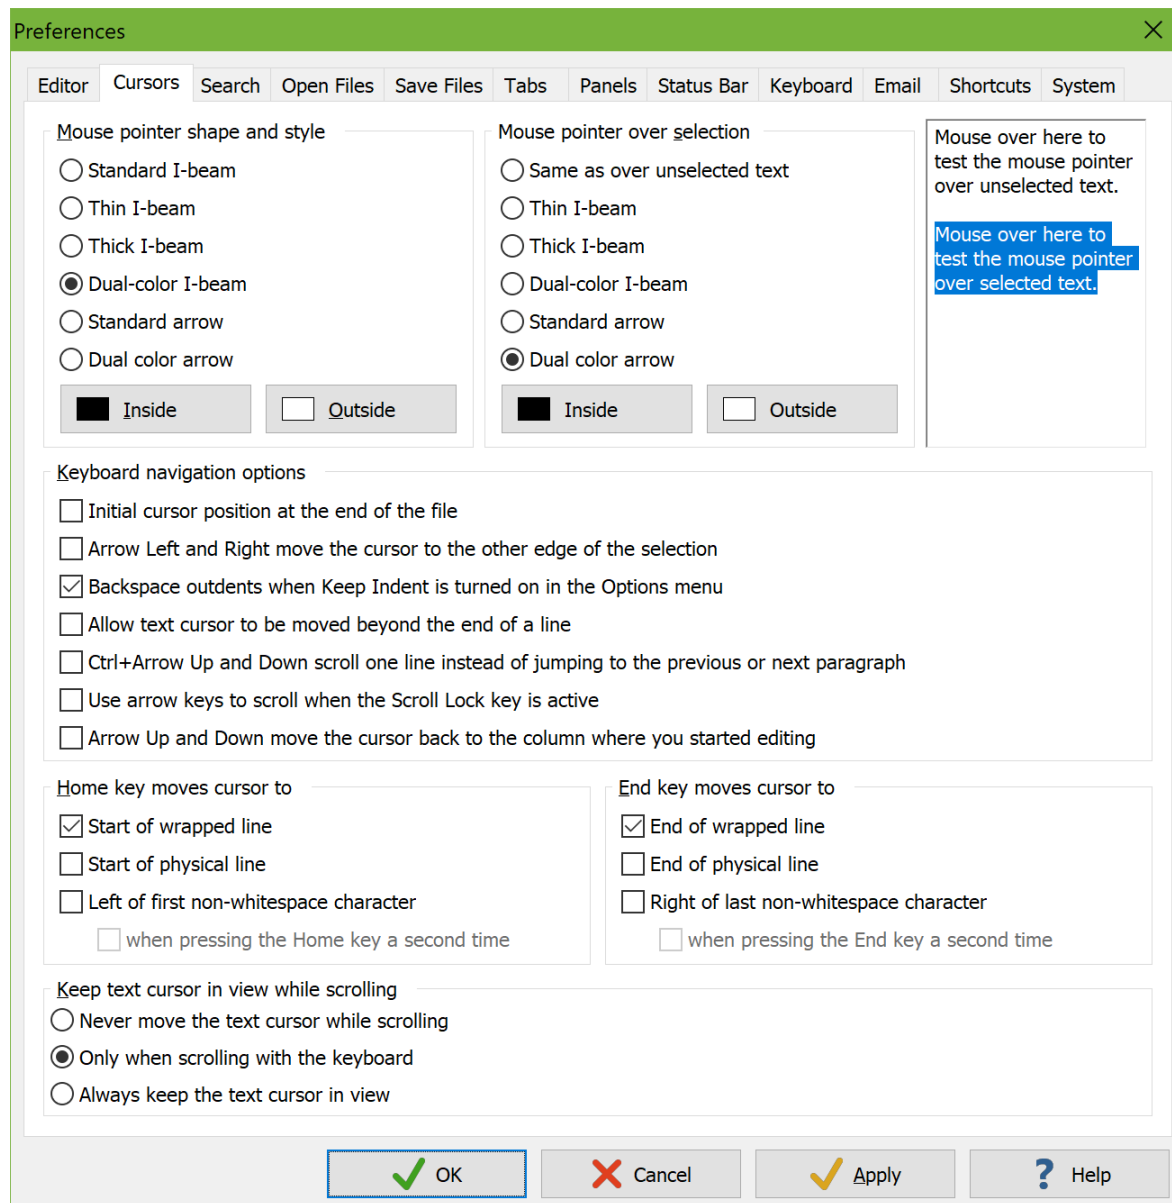 Preferences
Editor Cursors Search Open Files Save Files Tabs Panels Status Bar Keyboard Email Shortcuts System
Mouse pointer shape and style
Standard I-beam
Thin I-beam
Thick I-beam
Dual-color I-beam
Standard arrow
Dual color arrow
Inside Outside
Mouse pointer over selection
Same as over unselected text
Thin I-beam
Thick I-beam
Dual-color I-beam
Standard arrow
Dual color arrow
Inside Outside
Mouse over here to
test the mouse pointer
over unselected text.
Mouse over here to
test the mouse pointer
over selected text.
Keyboard navigation options
Initial cursor position at the end of the file
Arrow Left and Right move the cursor to the other edge of the selection
Backspace outdents when Keep Indent is turned on in the Options menu
Allow text cursor to be moved beyond the end of a line
Ctrl+Arrow Up and Down scroll one line instead of jumping to the previous or next paragraph
Use arrow keys to scroll when the Scroll Lock key is active
Arrow Up and Down move the cursor back to the column where you started editing
Home key moves cursor to
Start of wrapped line
Start of physical line
Left of first non-whitespace character
when pressing the Home key a second time
End key moves cursor to
End of wrapped line
End of physical line
Right of last non-whitespace character
when pressing the End key a second time
Keep text cursor in view while scrolling
Never move the text cursor while scrolling
Only when scrolling with the keyboard
Always keep the text cursor in view
OK Cancel Apply ? Help